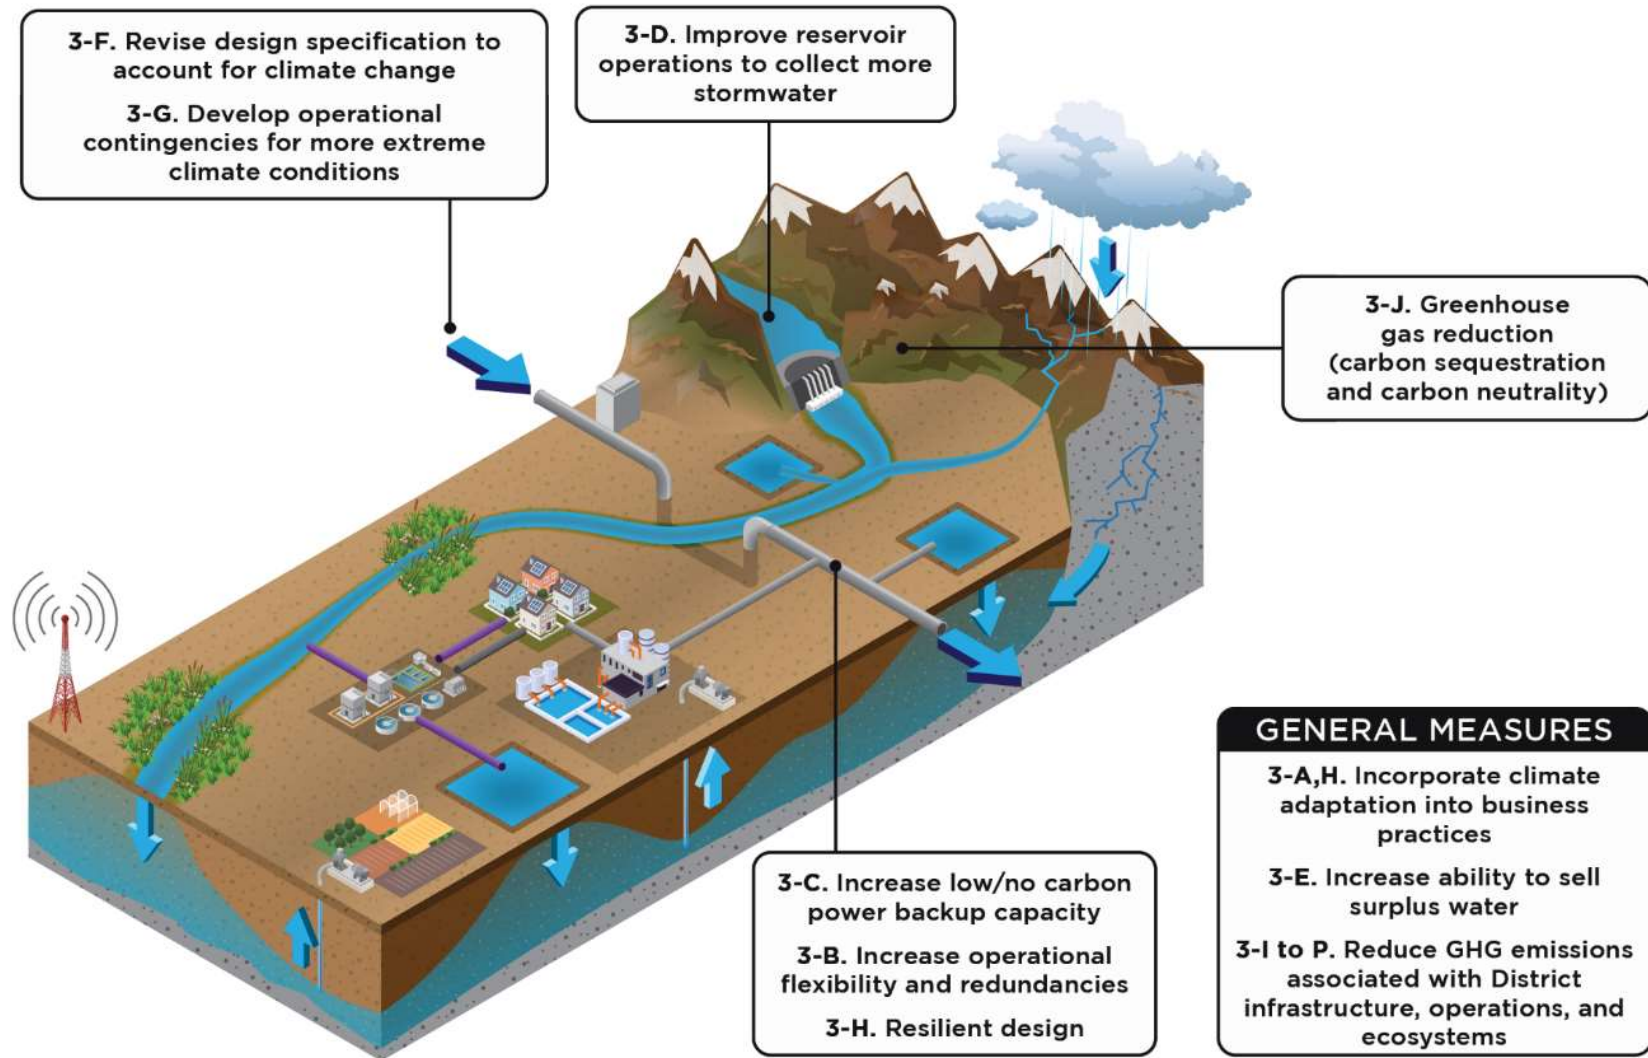 3-F. Revise design specification to
account for climate change
3-G. Develop operational
contingencies for more extreme
climate conditions
3-D. Improve reservoir
operations to collect more
stormwater
3-J. Greenhouse
gas reduction
(carbon sequestration
and carbon neutrality)
3-C. Increase low/no carbon
power backup capacity
3-B. Increase operational
flexibility and redundancies
3-H. Resilient design
GENERAL MEASURES
3-A,H. Incorporate climate
adaptation into business
practices
3-E. Increase ability to sell
surplus water
3-I to P. Reduce GHG emissions
associated with District
infrastructure, operations, and
ecosystems